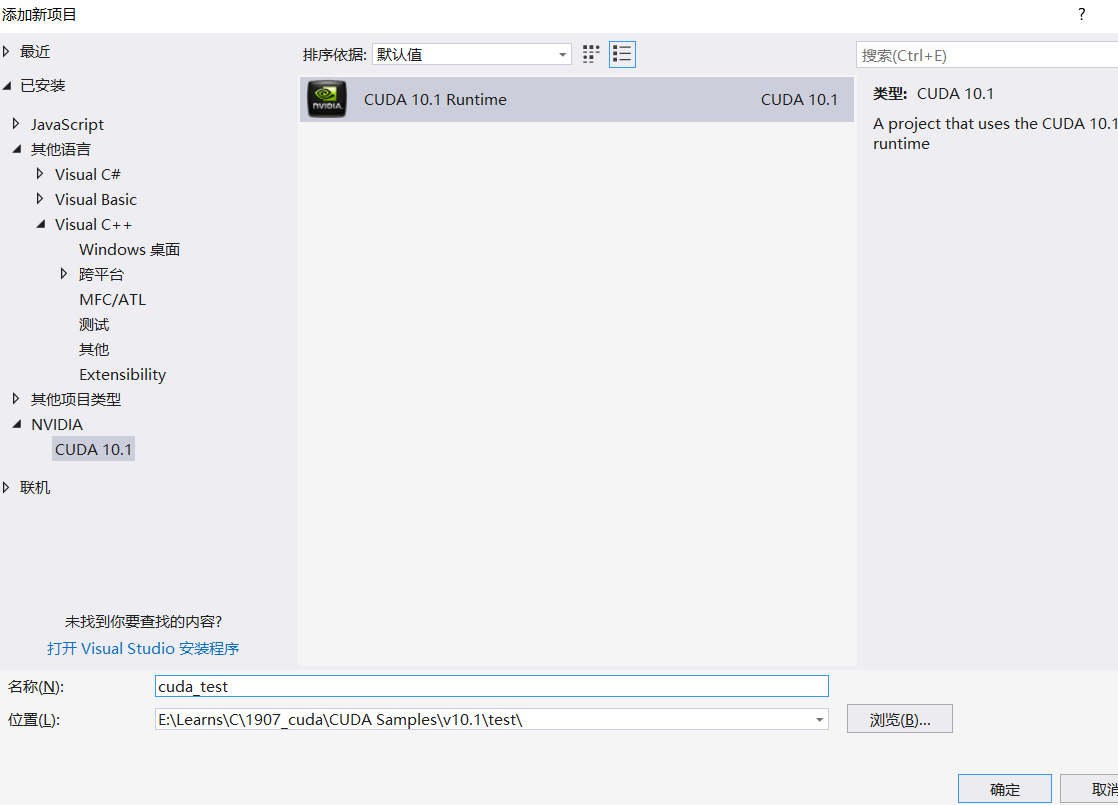 添加新项目
?
最近
已安装
JavaScript
其他语言
Visual C#
Visual Basic
Visual C++
Windows 桌面
跨平台
MFC/ATL
测试
其他
Extensibility
其他项目类型
NVIDIA
CUDA 10.1
联机
未找到你要查找的内容?
打开 Visual Studio 安装程序
排序依据: 默认值
NVIDIA. CUDA 10.1 Runtime CUDA 10.1
搜索(Ctrl+E)
类型: CUDA 10.1
A project that uses the CUDA 10.1
runtime
名称(N): cuda_test
位置(L): E:\Learns\C\1907_cuda\CUDA Samples\v10.1\test\
浏览(B)...
确定 取消